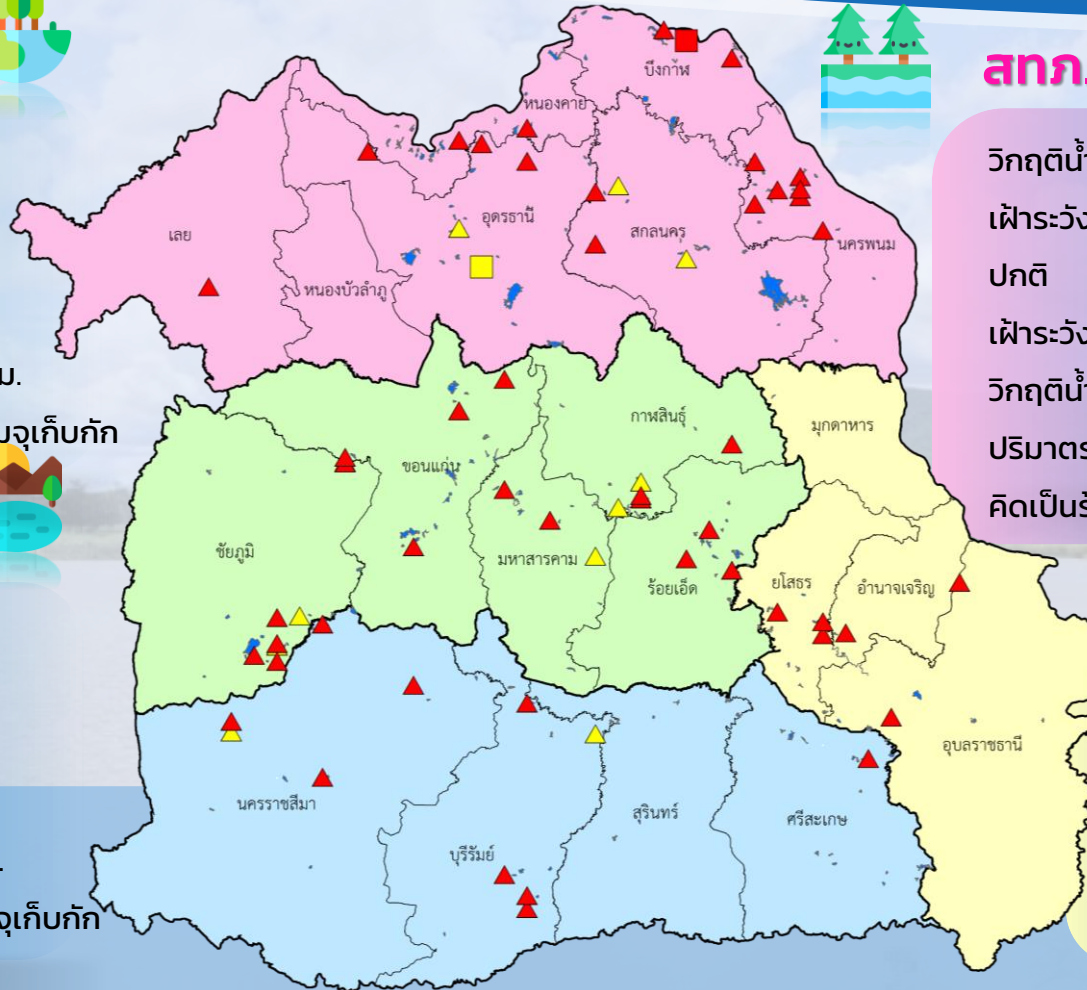 สทภ.
วิกฤติน้ำ
เฝ้าระวัง
ปกติ
เฝ้าระวัง
วิกฤติน้ำ
ปริมาตร
คิดเป็นร้
บึงกาฬ
หนองคาย
เลย
อุดรธานี
สกลนคร
นครพนม
หนองบัวลำภู
ม.
มจุเก็บกัก
กาฬสินธุ์
มุกดาหาร
ขอนแก่น
ชัยภูมิ
มหาสารคาม
ร้อยเอ็ด
ยโสธร
อำนาจเจริญ
อุบลราชธานี
นครราชสีมา
สุรินทร์
ศรีสะเกษ
บุรีรัมย์
จุเก็บกัก